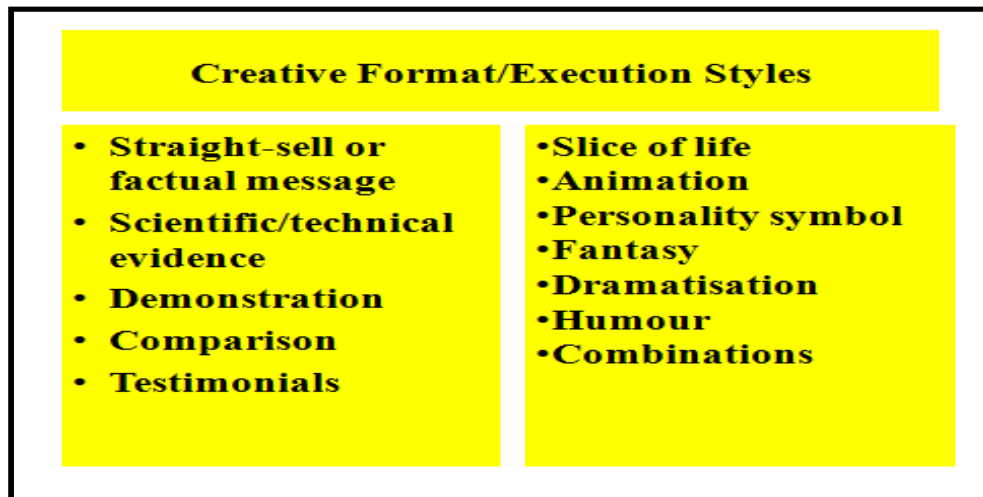 Creative Format/Execution Styles
• Straight-sell or
factual message
• Scientific/technical
evidence
• Demonstration
• Comparison
• Testimonials
•Slice of life
•Animation
•Personality symbol
•Fantasy
•Dramatisation
•Humour
•Combinations